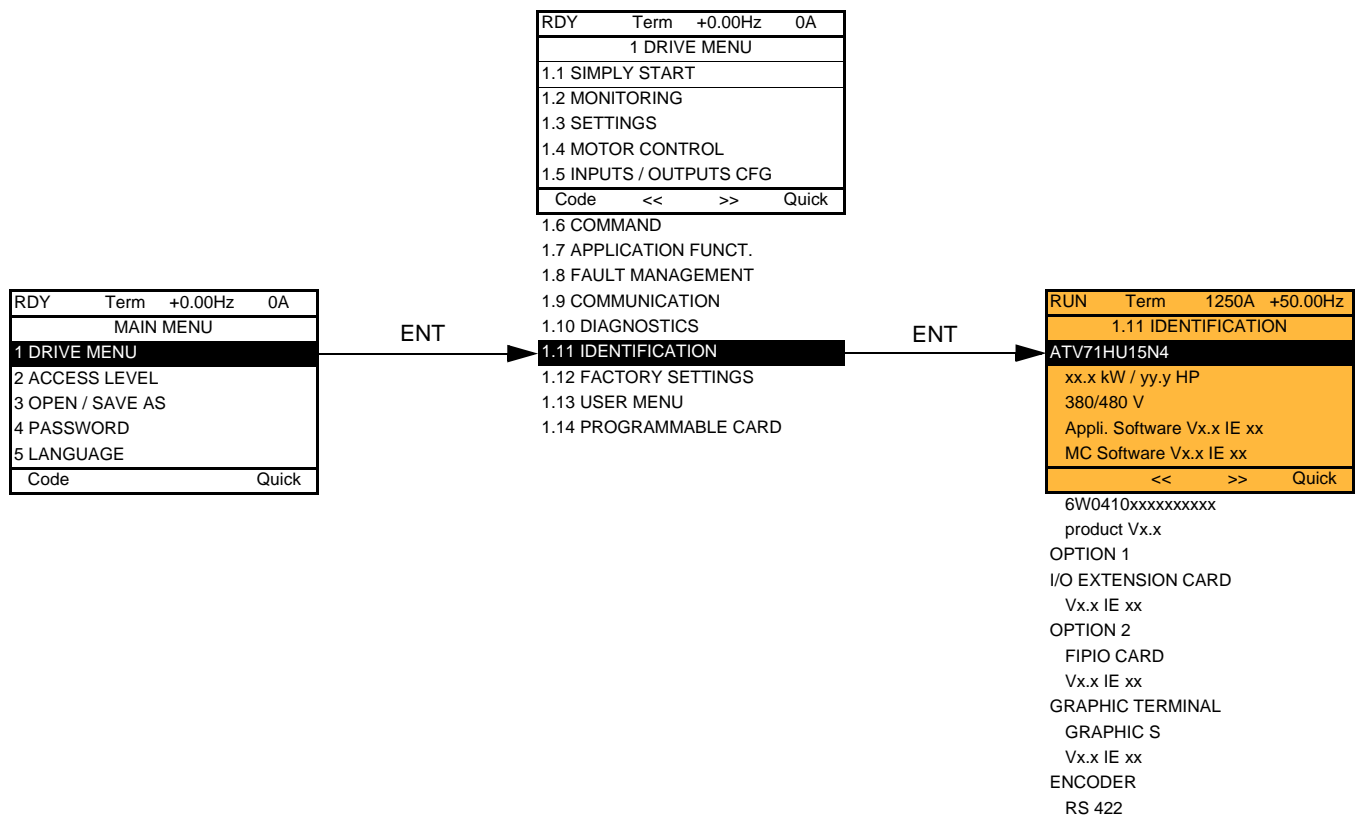 RDY Term +0.00Hz 0A
MAIN MENU
1 DRIVE MENU
2 ACCESS LEVEL
3 OPEN / SAVE AS
4 PASSWORD
5 LANGUAGE
Code Quick
ENT
RDY Term +0.00Hz 0A
1 DRIVE MENU
1.1 SIMPLY START
1.2 MONITORING
1.3 SETTINGS
1.4 MOTOR CONTROL
1.5 INPUTS / OUTPUTS CFG
Code << >> Quick
1.6 COMMAND
1.7 APPLICATION FUNCT.
1.8 FAULT MANAGEMENT
1.9 COMMUNICATION
1.10 DIAGNOSTICS
1.11 IDENTIFICATION
1.12 FACTORY SETTINGS
1.13 USER MENU
1.14 PROGRAMMABLE CARD
ENT
RUN Term 1250A +50.00Hz
1.11 IDENTIFICATION
ATV71HU15N4
xx.x kW / yy.y HP
380/480 V
Appli. Software Vx.x IE xx
MC Software Vx.x IE xx
<< >> Quick
6W0410xxxxxxxxxx
product Vx.x
OPTION 1
I/O EXTENSION CARD
Vx.x IE xx
OPTION 2
FIPIO CARD
Vx.x IE xx
GRAPHIC TERMINAL
GRAPHIC S
Vx.x IE xx
ENCODER
RS 422